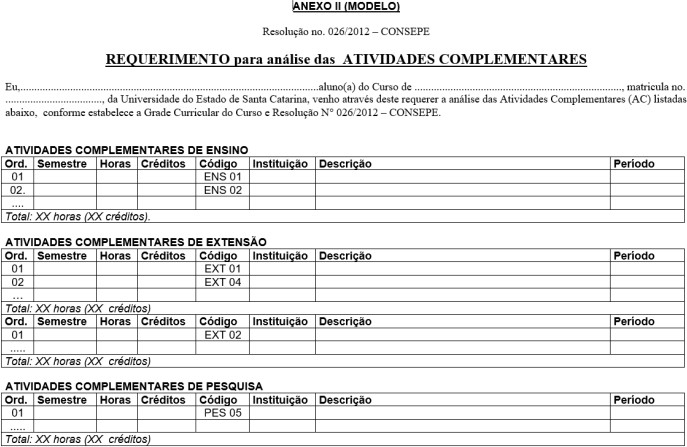 ANEXO II (MODELO)
Resolução no. 026/2012 – CONSEPE
REQUERIMENTO para análise das ATIVIDADES COMPLEMENTARES
Eu,...............................................................................................................aluno(a) do Curso de ............................................................................, matricula no.
..................................., da Universidade do Estado de Santa Catarina, venho através deste requerer a análise das Atividades Complementares (AC) listadas
abaixo, conforme estabelece a Grade Curricular do Curso e Resolução N° 026/2012 – CONSEPE.
ATIVIDADES COMPLEMENTARES DE ENSINO
Ord. Semestre Horas Créditos Código Instituição Descrição Período
01 ENS 01
02. ENS 02
....
Total: XX horas (XX créditos).
ATIVIDADES COMPLEMENTARES DE EXTENSÃO
Ord. Semestre Horas Créditos Código Instituição Descrição Período
01 EXT 01
02 EXT 04
...
Total: XX horas (XX créditos)
Ord. Semestre Horas Créditos Código Instituição Descrição Período
01 EXT 02
.....
Total: XX horas (XX créditos)
ATIVIDADES COMPLEMENTARES DE PESQUISA
Ord. Semestre Horas Créditos Código Instituição Descrição Período
01 PES 05
.....
Total: XX horas (XX créditos)